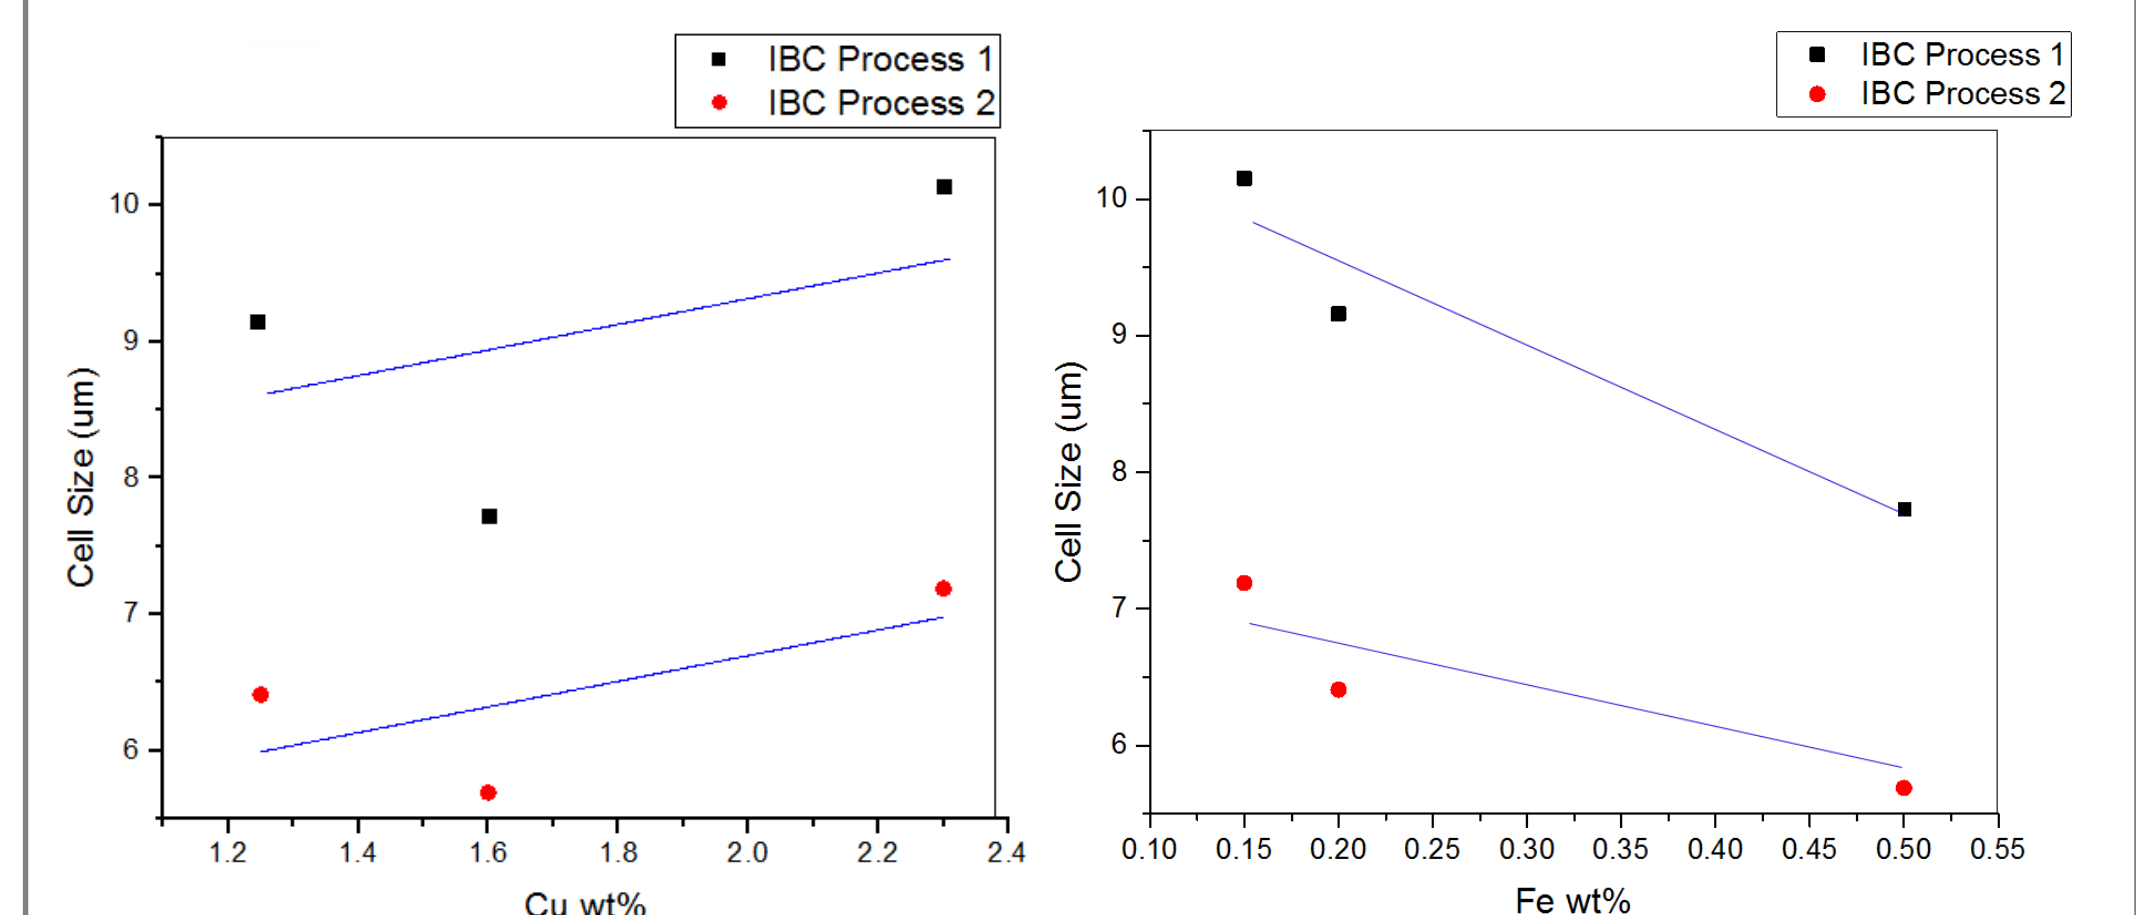 IBC Process 1
IBC Process 2
10
9
8
7
6
Cell Size (um)
1.2 1.4 1.6 1.8 2.0 2.2 2.4
Cu wt%
IBC Process 1
IBC Process 2
10
9
8
7
6
Cell Size (um)
0.10 0.15 0.20 0.25 0.30 0.35 0.40 0.45 0.50 0.55
Fe wt%